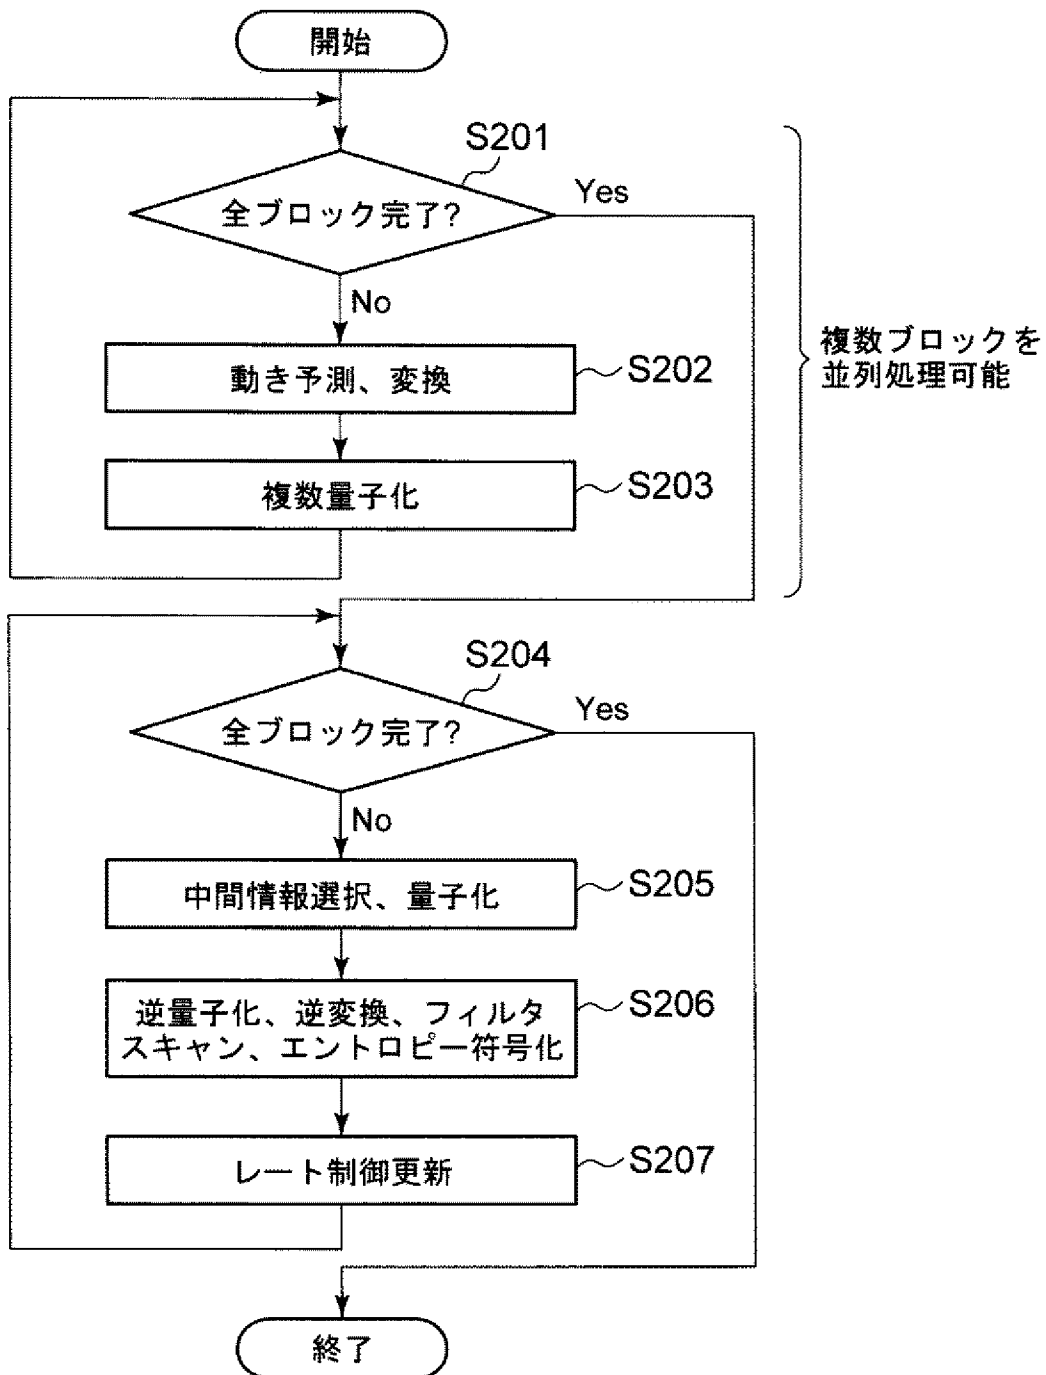 開始
S201
全ブロック完了?
Yes
No
動き予測、変換
S202
複数量子化
S203
複数ブロックを
並列処理可能
S204
全ブロック完了?
Yes
No
中間情報選択、量子化
S205
逆量子化、逆変換、フィルタ
スキャン、エントロピー符号化
S206
レート制御更新
S207
終了